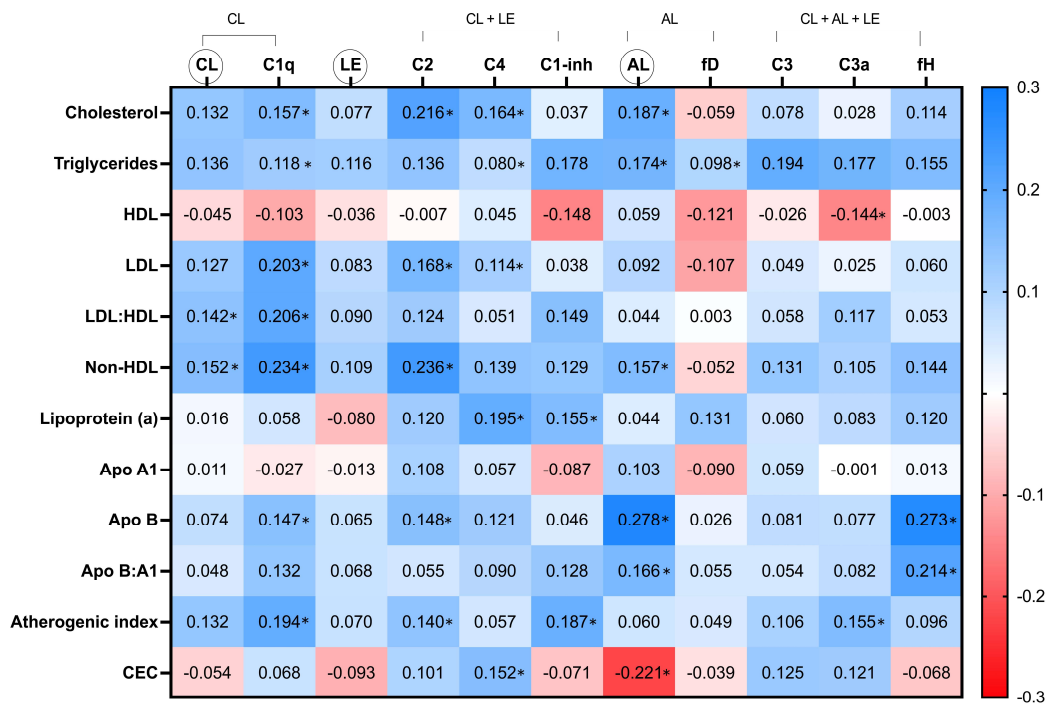 CL CL + LE AL CL + AL + LE
CL C1q LE C2 C4 C1-inh AL fD C3 C3a fH
Cholesterol 0.132 0.157* 0.077 0.216* 0.164* 0.037 0.187* -0.059 0.078 0.028 0.114
Triglycerides 0.136 0.118* 0.116 0.136 0.080* 0.178 0.174* 0.098* 0.194 0.177 0.155
HDL -0.045 -0.103 -0.036 -0.007 0.045 -0.148 0.059 -0.121 -0.026 -0.144* -0.003
LDL 0.127 0.203* 0.083 0.168* 0.114* 0.038 0.092 -0.107 0.049 0.025 0.060
LDL:HDL 0.142* 0.206* 0.090 0.124 0.051 0.149 0.044 0.003 0.058 0.117 0.053
Non-HDL 0.152* 0.234* 0.109 0.236* 0.139 0.129 0.157* -0.052 0.131 0.105 0.144
Lipoprotein (a) 0.016 0.058 -0.080 0.120 0.195* 0.155* 0.044 0.131 0.060 0.083 0.120
Apo A1 0.011 -0.027 -0.013 0.108 0.057 -0.087 0.103 -0.090 0.059 -0.001 0.013
Apo B 0.074 0.147* 0.065 0.148* 0.121 0.046 0.278* 0.026 0.081 0.077 0.273*
Apo B:A1 0.048 0.132 0.068 0.055 0.090 0.128 0.166* 0.055 0.054 0.082 0.214*
Atherogenic index 0.132 0.194* 0.070 0.140* 0.057 0.187* 0.060 0.049 0.106 0.155* 0.096
CEC -0.054 0.068 -0.093 0.101 0.152* -0.071 -0.221* -0.039 0.125 0.121 -0.068
0.3
0.2
0.1
-0.1
-0.2
-0.3